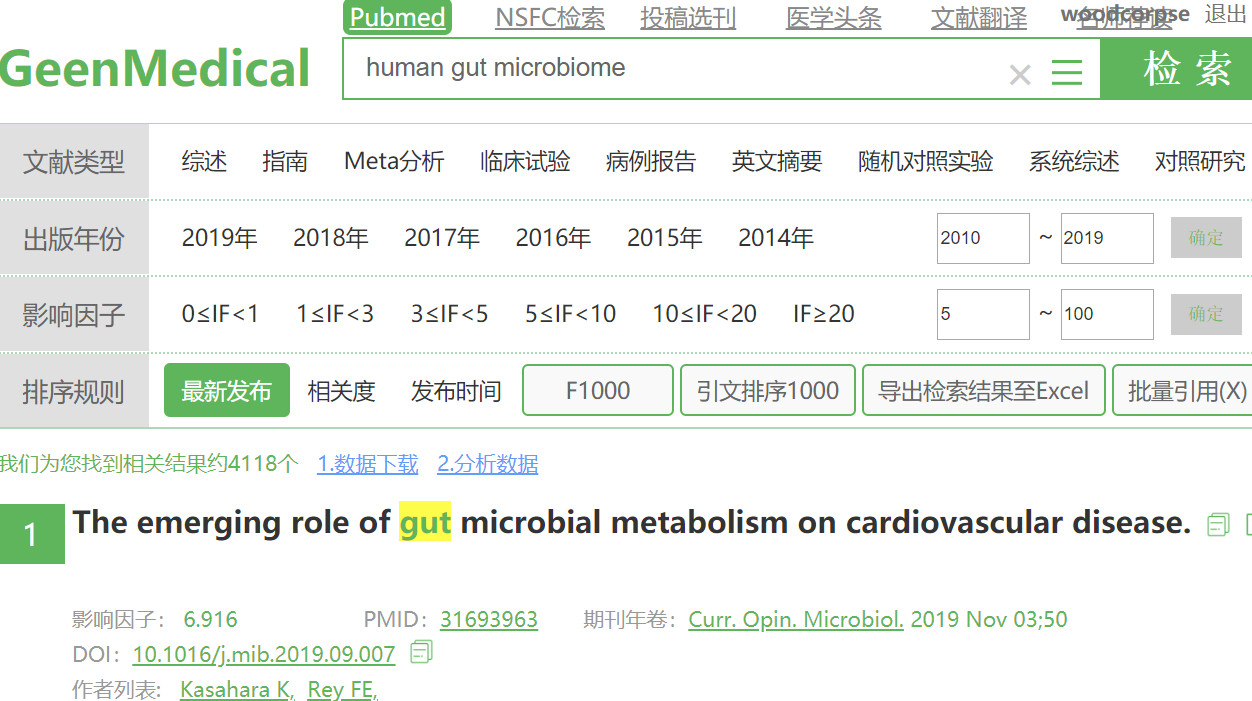 Pubmed NSFC检索 投稿选刊 医学头条 文献翻译 woodcorpse 退出
GeenMedical
human gut microbiome 检索
文献类型 综述 指南 Meta分析 临床试验 病例报告 英文摘要 随机对照实验 系统综述 对照研究
出版年份 2019年 2018年 2017年 2016年 2015年 2014年 2010 ~ 2019 确定
影响因子 0≤IF<1 1≤IF<3 3≤IF<5 5≤IF<10 10≤IF<20 IF≥20 5 ~ 100 确定
排序规则 最新发布 相关度 发布时间 F1000 引文排序1000 导出检索结果至Excel 批量引用(X)
我们为您找到相关结果约4118个 1.数据下载 2.分析数据
1 The emerging role of gut microbial metabolism on cardiovascular disease.
影响因子： 6.916 PMID： 31693963 期刊年卷： Curr. Opin. Microbiol. 2019 Nov 03;50
DOI： 10.1016/j.mib.2019.09.007
作者列表: Kasahara K, Rey FE,